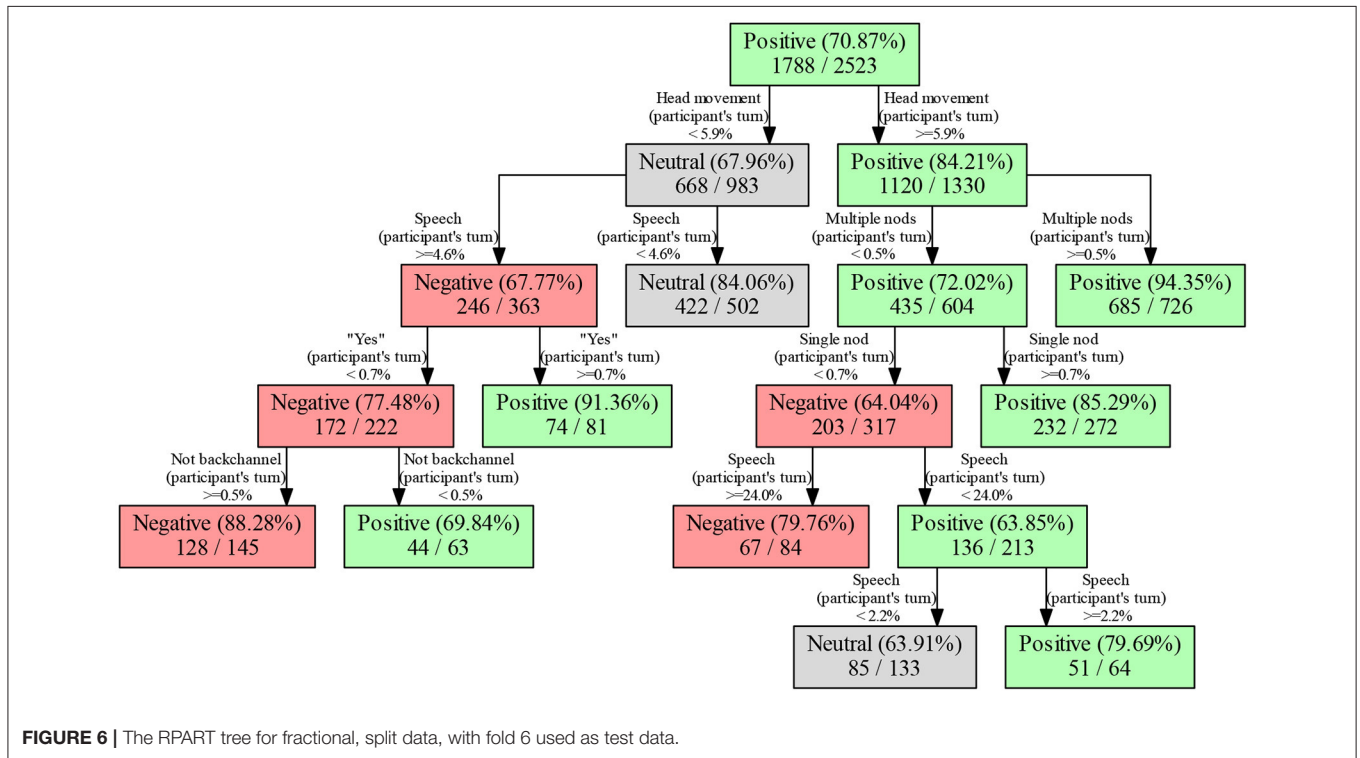 Positive (70.87%)
1788 / 2523
Head movement
(participant's turn)
< 5.9%
Head movement
(participant's turn)
>=5.9%
Neutral (67.96%)
668 / 983
Positive (84.21%)
1120 / 1330
Speech
(participant's turn)
>=4.6%
Speech
(participant's turn)
< 4.6%
Multiple nods
(participant's turn)
< 0.5%
Multiple nods
(participant's turn)
>=0.5%
Negative (67.77%)
246 / 363
Neutral (84.06%)
422 / 502
Positive (72.02%)
435 / 604
Positive (94.35%)
685 / 726
"Yes"
(participant's turn)
< 0.7%
"Yes"
(participant's turn)
>=0.7%
Single nod
(participant's turn)
< 0.7%
Single nod
(participant's turn)
>=0.7%
Negative (77.48%)
172 / 222
Positive (91.36%)
74 / 81
Negative (64.04%)
203 / 317
Positive (85.29%)
232 / 272
Not backchannel
(participant's turn)
>=0.5%
Not backchannel
(participant's turn)
< 0.5%
Speech
(participant's turn)
>=24.0%
Speech
(participant's turn)
< 24.0%
Negative (88.28%)
128 / 145
Positive (69.84%)
44 / 63
Negative (79.76%)
67 / 84
Positive (63.85%)
136 / 213
Speech
(participant's turn)
< 2.2%
Speech
(participant's turn)
>=2.2%
Neutral (63.91%)
85 / 133
Positive (79.69%)
51 / 64
FIGURE 6 | The RPART tree for fractional, split data, with fold 6 used as test data.